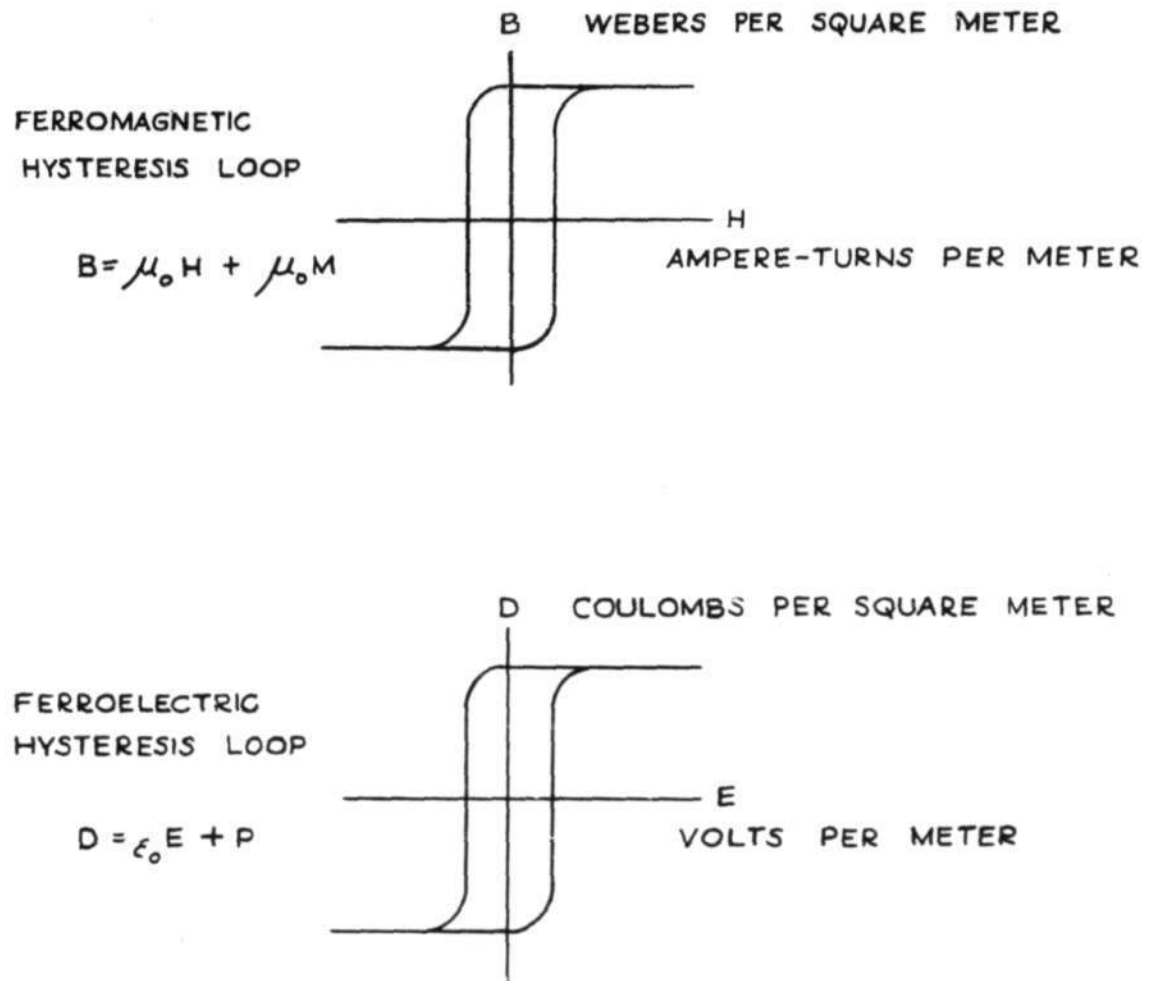 B WEBERS PER SQUARE METER
FERROMAGNETIC
HYSTERESIS LOOP
H
B = μ₀H + μ₀M
AMPERE-TURNS PER METER
D COULOMBS PER SQUARE METER
FERROELECTRIC
HYSTERESIS LOOP
E
D = ε₀E + P
VOLTS PER METER